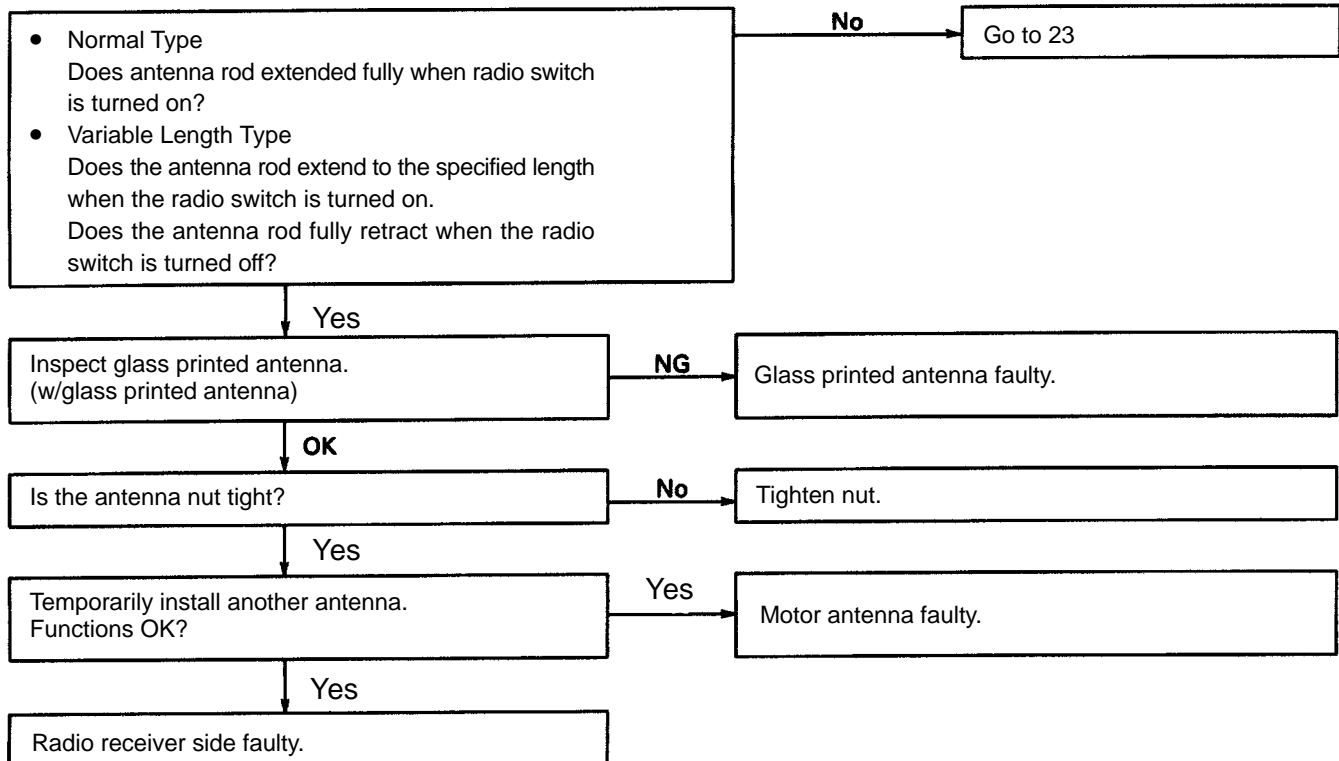 • Normal Type
Does antenna rod extended fully when radio switch
is turned on?
• Variable Length Type
Does the antenna rod extend to the specified length
when the radio switch is turned on.
Does the antenna rod fully retract when the radio
switch is turned off?
No
Go to 23
Yes
Inspect glass printed antenna.
(w/glass printed antenna)
NG
Glass printed antenna faulty.
OK
Is the antenna nut tight?
No
Tighten nut.
Yes
Temporarily install another antenna.
Functions OK?
Yes
Motor antenna faulty.
Yes
Radio receiver side faulty.